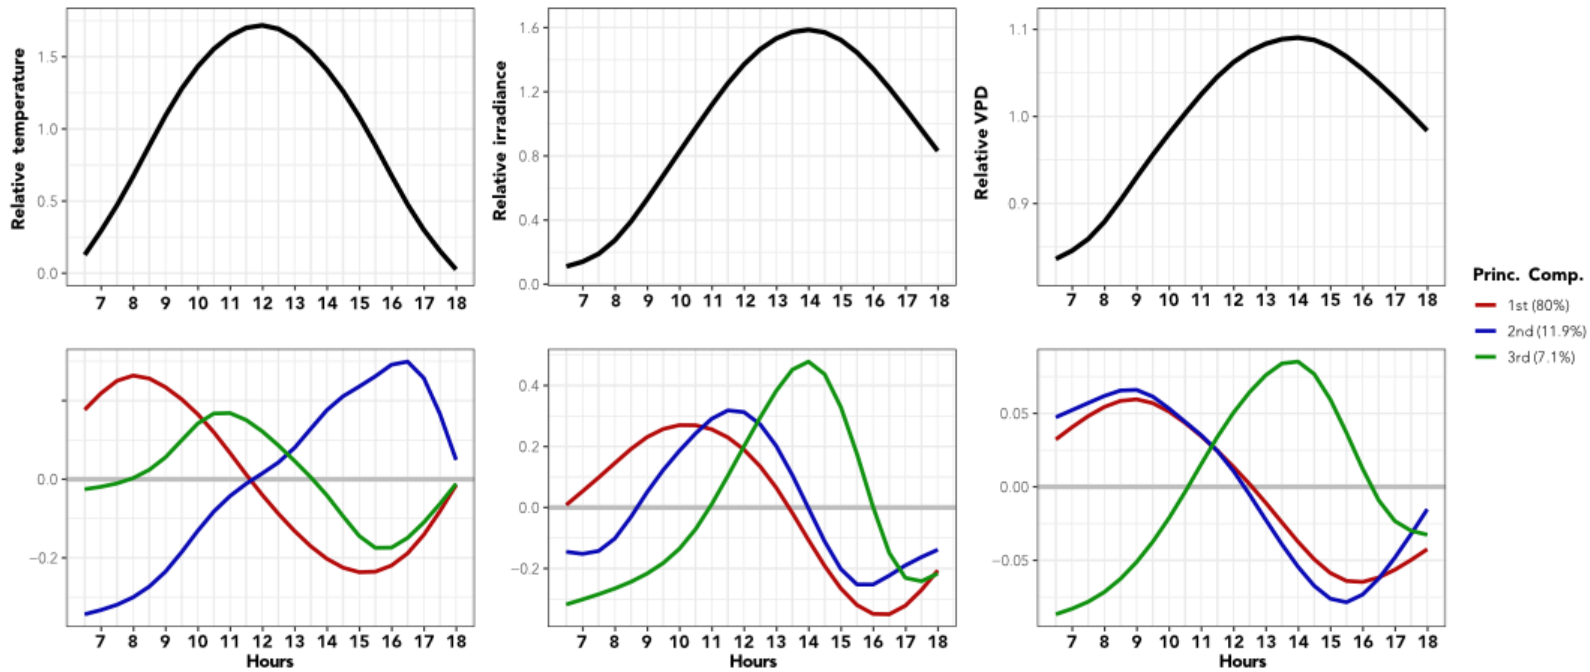 Relative temperature
1.5
1.0
0.5
0.0
7 8 9 10 11 12 13 14 15 16 17 18
Relative irradiance
1.6
1.2
0.8
0.4
0.0
7 8 9 10 11 12 13 14 15 16 17 18
Relative VPD
1.1
1.0
0.9
7 8 9 10 11 12 13 14 15 16 17 18
0.0
−0.2
7 8 9 10 11 12 13 14 15 16 17 18
Hours
0.4
0.2
0.0
−0.2
7 8 9 10 11 12 13 14 15 16 17 18
Hours
0.05
0.00
−0.05
7 8 9 10 11 12 13 14 15 16 17 18
Hours
Princ. Comp.
1st (80%)
2nd (11.9%)
3rd (7.1%)